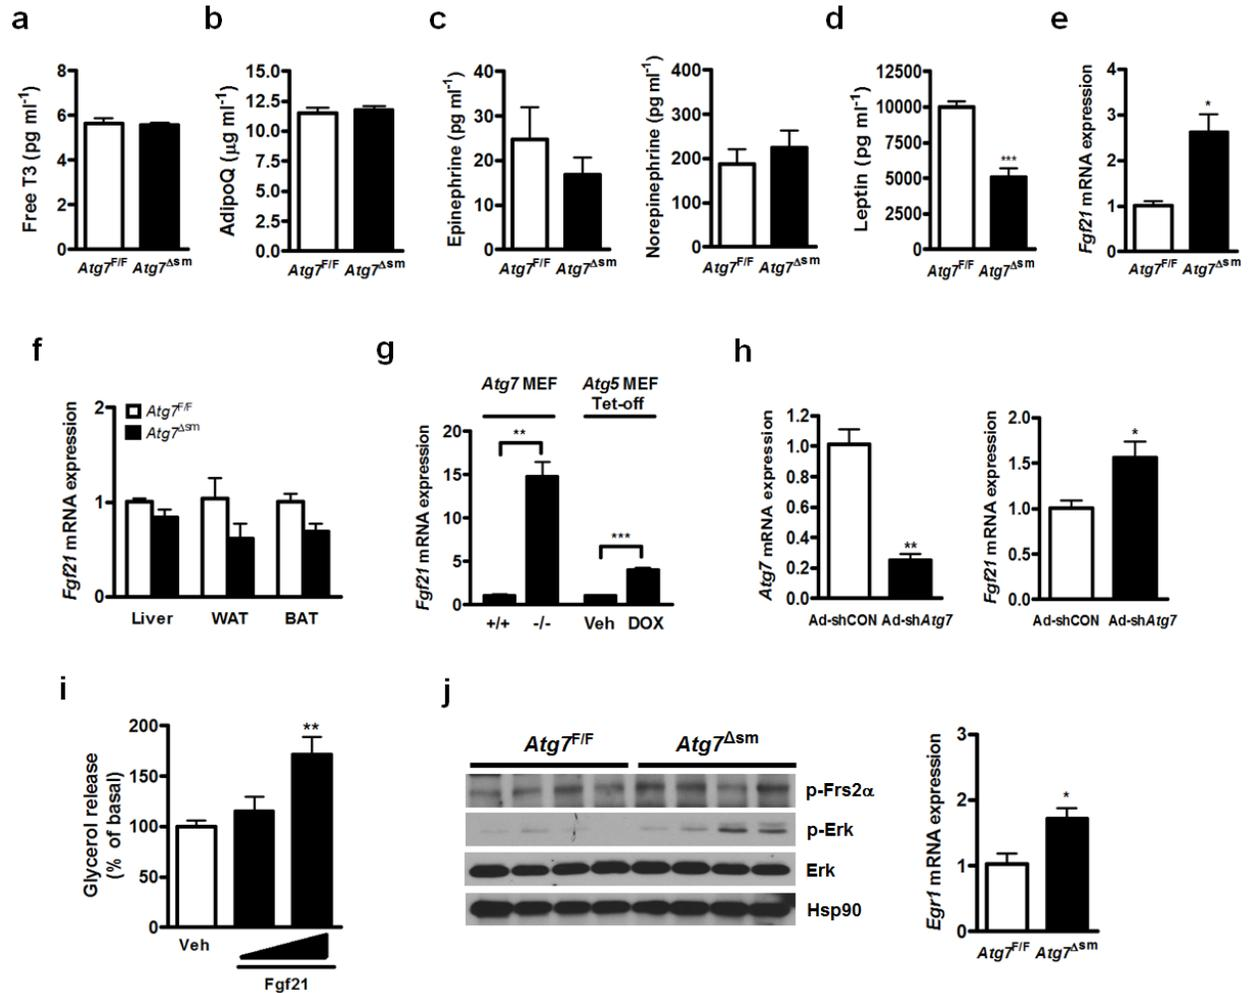 a
Free T3 (pg ml-1)
8
6
4
2
0
Atg7F/F Atg7Δsm
b
AdipoQ (μg ml-1)
15.0
12.5
10.0
7.5
5.0
2.5
0.0
Atg7F/F Atg7Δsm
c
Epinephrine (pg ml-1)
40
30
20
10
0
Atg7F/F Atg7Δsm
Norepinephrine (pg ml-1)
400
300
200
100
0
Atg7F/F Atg7Δsm
d
Leptin (pg ml-1)
12500
10000
7500
5000
2500
0
***
Atg7F/F Atg7Δsm
e
Fgf21 mRNA expression
4
3
2
1
0
*
Atg7F/F Atg7Δsm
f
Fgf21 mRNA expression
2
1
0
Atg7F/F
Atg7Δsm
Liver WAT BAT
g
Atg7 MEF
Atg5 MEF
Tet-off
Fgf21 mRNA expression
20
15
10
5
0
**
***
+/+ -/- Veh DOX
h
Atg7 mRNA expression
1.2
1.0
0.8
0.6
0.4
0.2
0.0
**
Ad-shCON Ad-shAtg7
Fgf21 mRNA expression
2.0
1.5
1.0
0.5
0.0
*
Ad-shCON Ad-shAtg7
i
Glycerol release
(% of basal)
200
150
100
50
0
**
Veh
Fgf21
j
Atg7F/F Atg7Δsm
p-Frs2α
p-Erk
Erk
Hsp90
Egr1 mRNA expression
3
2
1
0
*
Atg7F/F Atg7Δsm